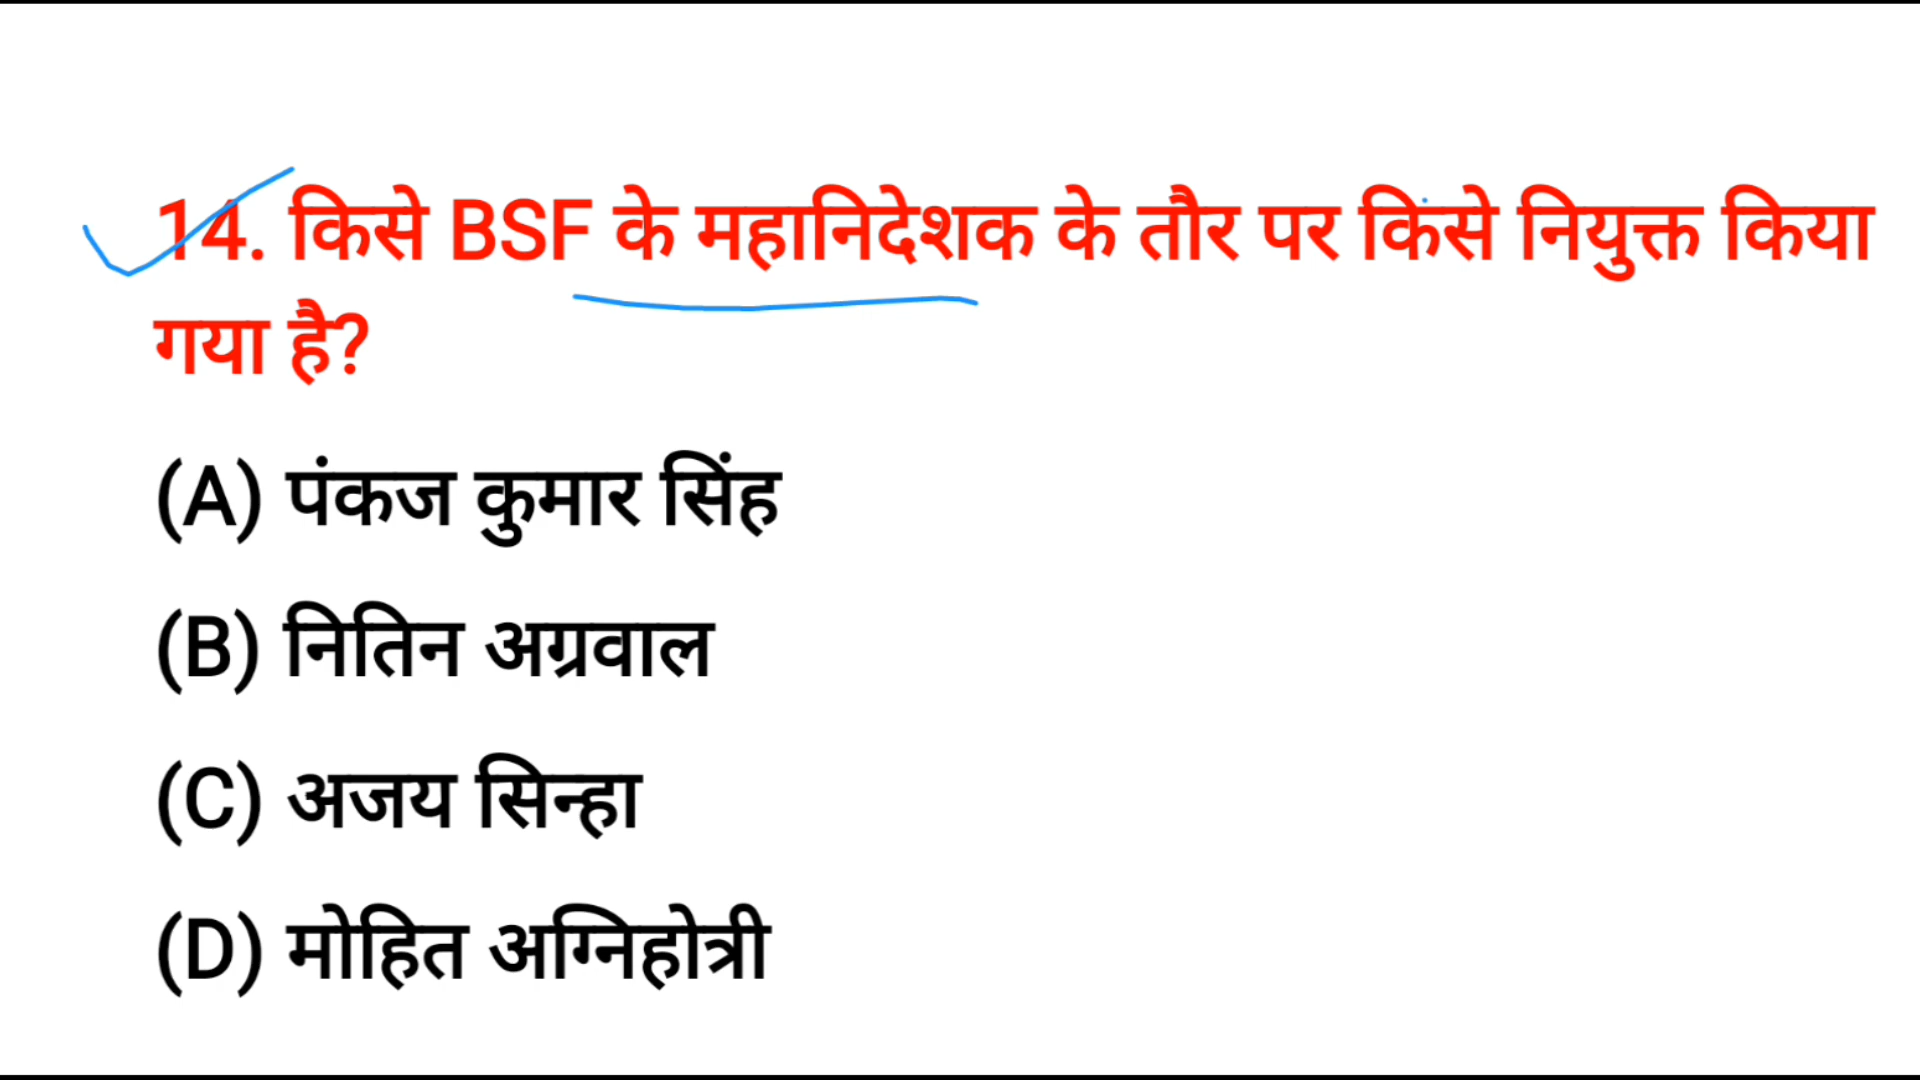 14. किसे BSF के महानिदेशक के तौर पर किसे नियुक्त किया
गया है?
(A) पंकज कुमार सिंह
(B) नितिन अग्रवाल
(C) अजय सिन्हा
(D) मोहित अग्निहोत्री